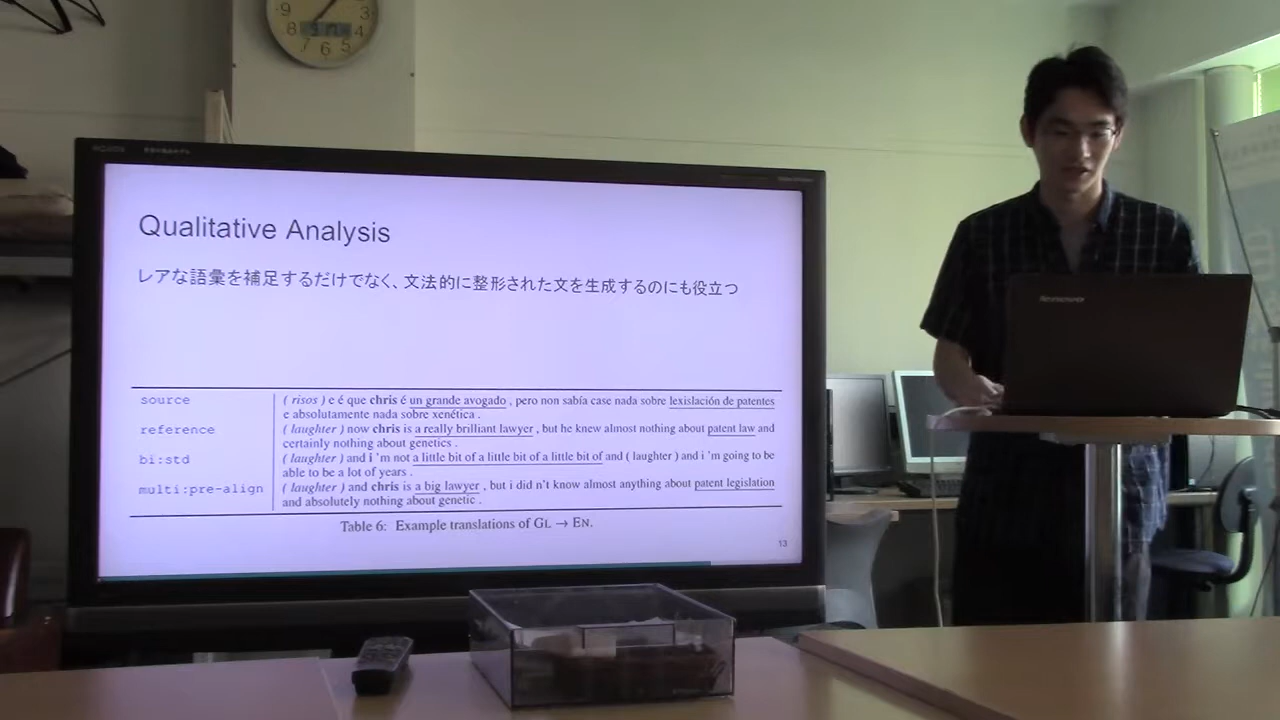 9 3
8 4
7 6 5
Qualitative Analysis
レアな語彙を補足するだけでなく、文法的に整形された文を生成するのにも役立つ
source ( risos ) e é que chris é un grande avogado , pero non sabía case nada sobre lexislación de patentes
e absolutamente nada sobre xenética .
reference ( laughter ) now chris is a really brilliant lawyer , but he knew almost nothing about patent law and
certainly nothing about genetics .
bi:std ( laughter ) and i 'm not a little bit of a little bit of a little bit of and ( laughter ) and i 'm going to be
able to be a lot of years .
multi:pre-align ( laughter ) and chris is a big lawyer , but i did n't know almost anything about patent legislation
and absolutely nothing about genetic .
Table 6: Example translations of GL → EN.
13
lenovo